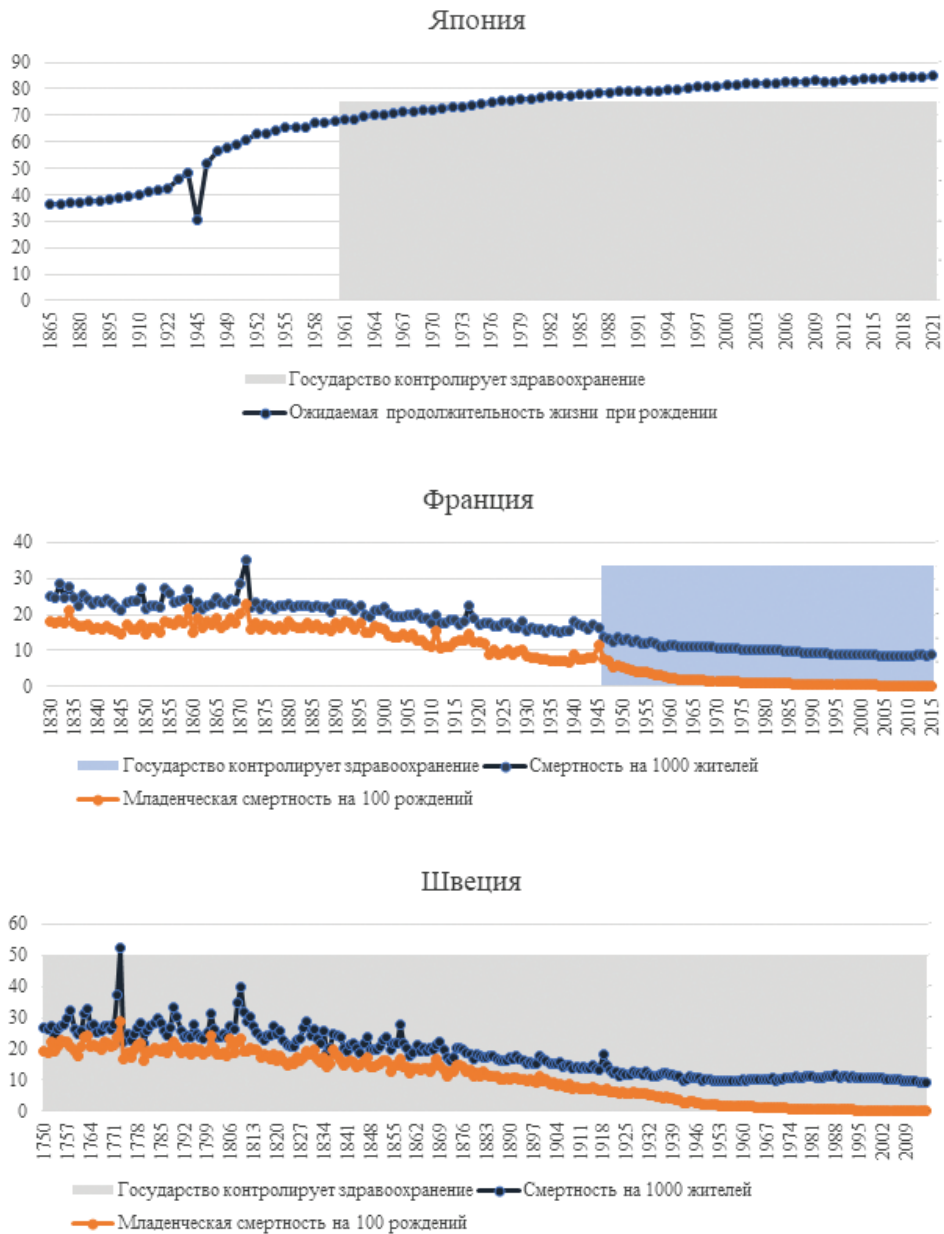 Япония
90
80
70
60
50
40
30
20
10
0
1865 1880 1895 1910 1922 1945 1949 1952 1955 1958 1961 1964 1967 1970 1973 1976 1979 1982 1985 1988 1991 1994 1997 2000 2003 2006 2009 2012 2015 2018 2021
Государство контролирует здравоохранение
Ожидаемая продолжительность жизни при рождении
Франция
40
30
20
10
0
1830 1835 1840 1845 1850 1855 1860 1865 1870 1875 1880 1885 1890 1895 1900 1905 1910 1915 1920 1925 1930 1935 1940 1945 1950 1955 1960 1965 1970 1975 1980 1985 1990 1995 2000 2005 2010 2015
Государство контролирует здравоохранение Смертность на 1000 жителей
Младенческая смертность на 100 рождений
Швеция
60
50
40
30
20
10
0
1750 1757 1764 1771 1778 1785 1792 1799 1806 1813 1820 1827 1834 1841 1848 1855 1862 1869 1876 1883 1890 1897 1904 1911 1918 1925 1932 1939 1946 1953 1960 1967 1974 1981 1988 1995 2002 2009
Государство контролирует здравоохранение Смертность на 1000 жителей
Младенческая смертность на 100 рождений